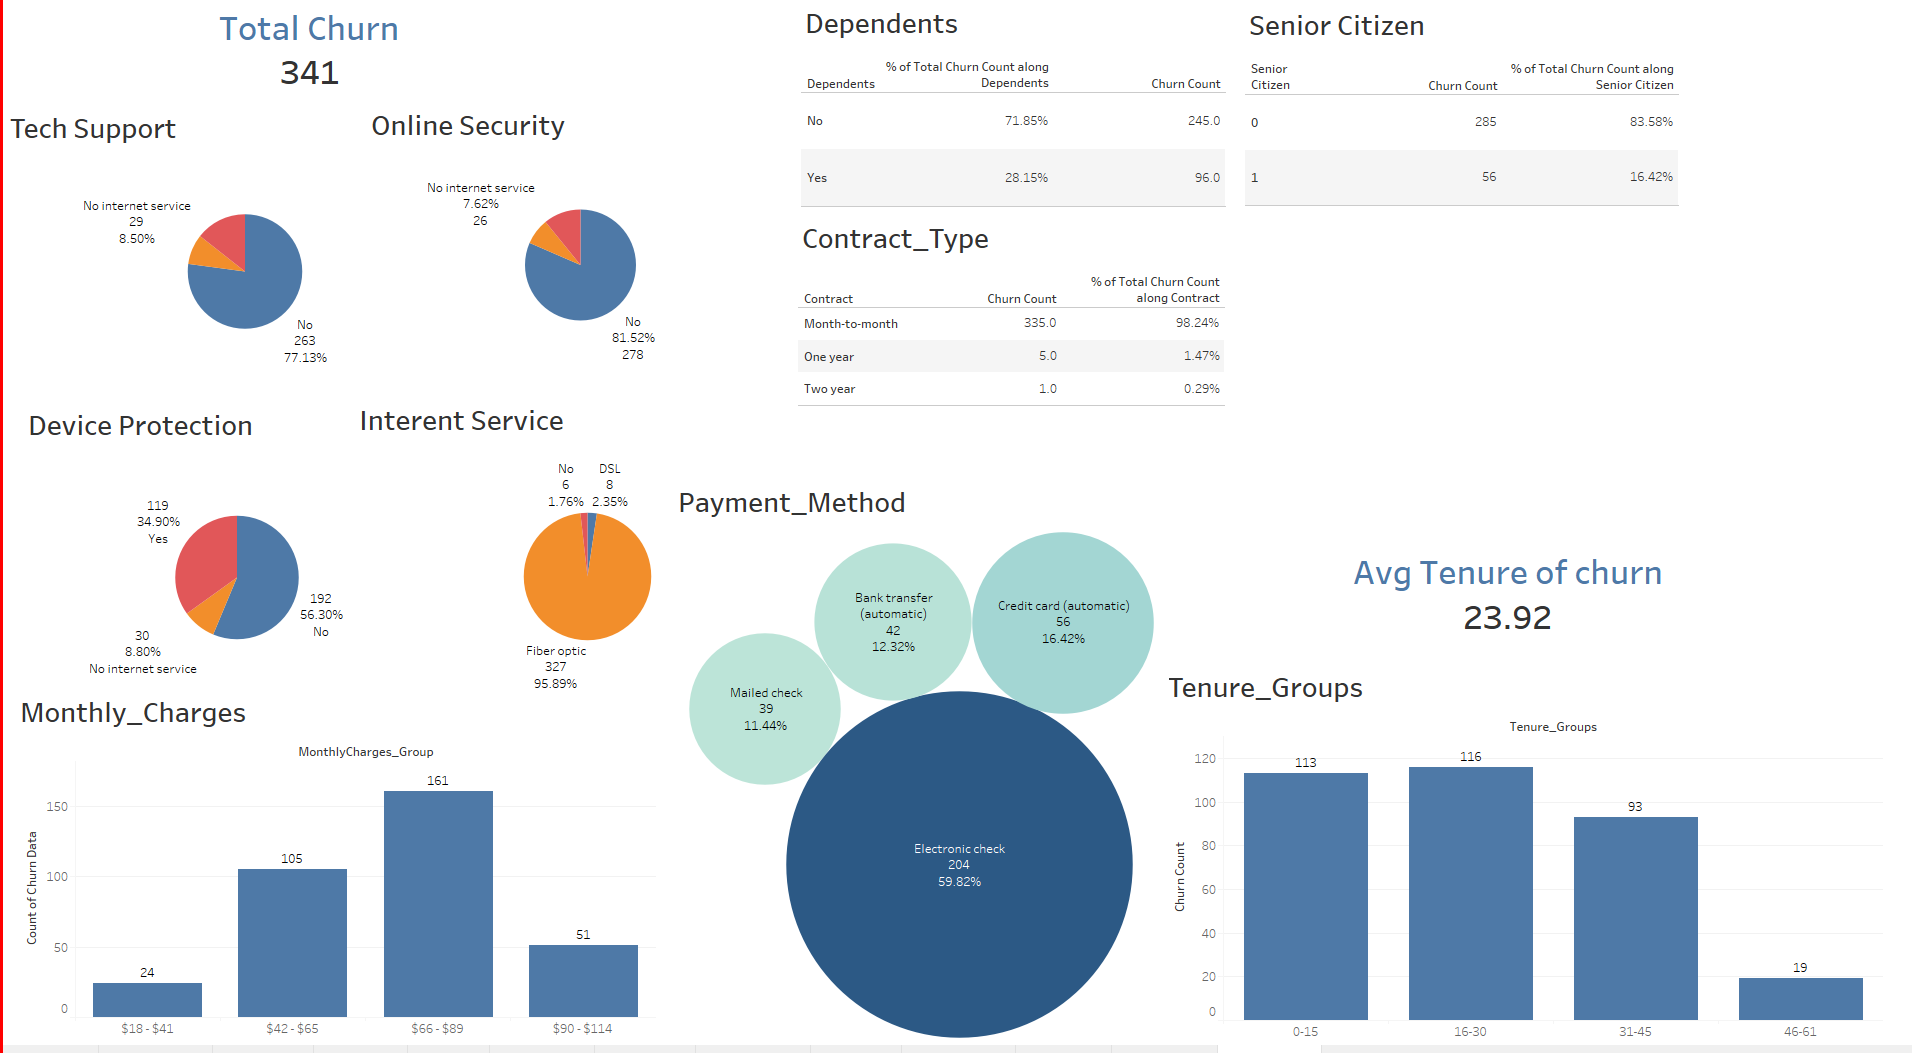 Total Churn
341
Tech Support
No internet service
29
8.50%
No
263
77.13%
Online Security
No internet service
7.62%
26
No
81.52%
278
Dependents
Dependents % of Total Churn Count along Dependents Churn Count
No 71.85% 245.0
Yes 28.15% 96.0
Senior Citizen
Senior Citizen Churn Count % of Total Churn Count along Senior Citizen
0 285 83.58%
1 56 16.42%
Contract_Type
Contract Churn Count % of Total Churn Count along Contract
Month-to-month 335.0 98.24%
One year 5.0 1.47%
Two year 1.0 0.29%
Device Protection
119
34.90%
Yes
192
56.30%
No
30
8.80%
No internet service
Interent Service
No
6
1.76%
DSL
8
2.35%
Fiber optic
327
95.89%
Payment_Method
Bank transfer
(automatic)
42
12.32%
Credit card (automatic)
56
16.42%
Mailed check
39
11.44%
Electronic check
204
59.82%
Avg Tenure of churn
23.92
Monthly_Charges
MonthlyCharges_Group
Count of Churn Data
150
100
50
0
24
105
161
51
$18 - $41
$42 - $65
$66 - $89
$90 - $114
Tenure_Groups
Tenure_Groups
Churn Count
120
100
80
60
40
20
0
113
116
93
19
0-15
16-30
31-45
46-61